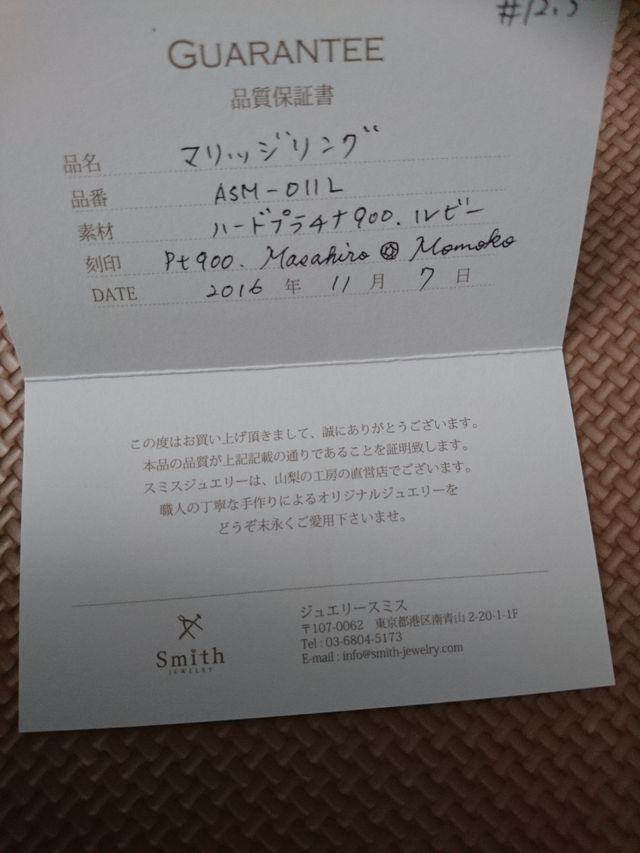 #12.5
GUARANTEE
品質保証書
品名 マリッジリング
品番 ASM-011L
素材 ハードプラチナ900.ルビー
刻印 Pt900. Masahiro Momoko
DATE 2016 年 11 月 7 日
この度はお買い上げ頂きまして、誠にありがとうございます。
本品の品質が上記記載の通りであることを証明致します。
スミスジュエリーは、山梨の工房の直営店でございます。
職人の丁寧な手作りによるオリジナルジュエリーを
どうぞ末永くご愛用下さいませ。
Smith
JEWELRY
ジュエリースミス
〒107-0062 東京都港区南青山 2-20-1-1F
Tel : 03-6804-5173
E-mail : info@smith-jewelry.com